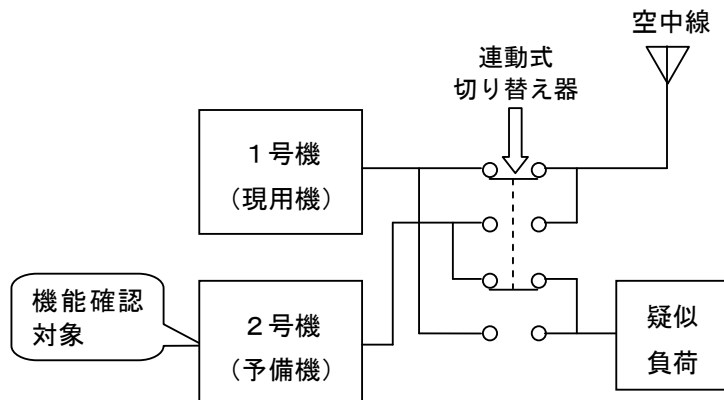 空中線
連動式
切り替え器
1号機
（現用機）
機能確認
対象
2号機
（予備機）
疑似
負荷